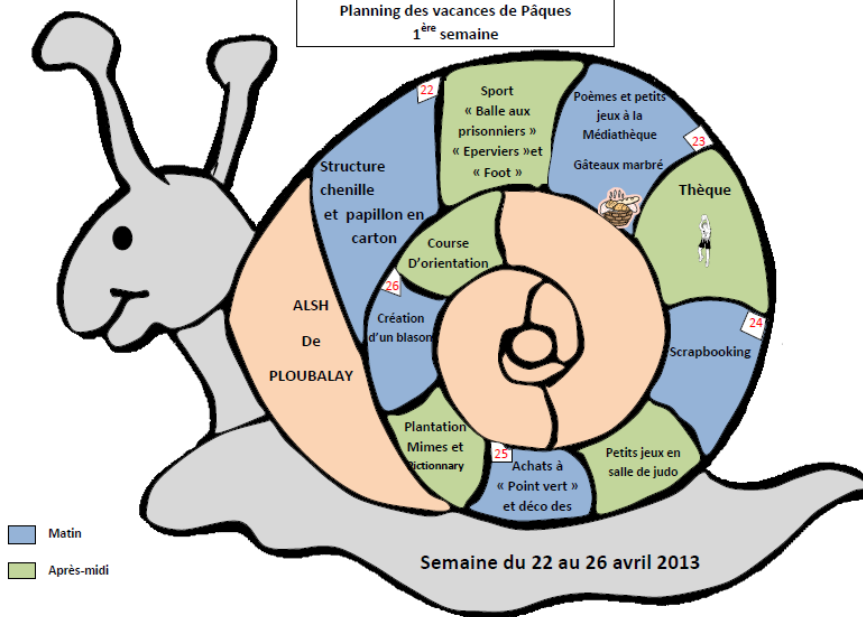 Planning des vacances de Pâques
1ère semaine
22
Structure
chenille
et papillon en
carton
Sport
« Balle aux
prisonniers »
« Eperviers »et
« Foot »
Poèmes et petits
jeux à la
Médiathèque
Gâteaux marbré
23
Thèque
24
Scrapbooking
Petits jeux en
salle de judo
25
Achats à
« Point vert »
et déco des
Plantation
Mimes et
Pictionnary
26
Création
d'un blason
Course
D'orientation
ALSH
De
PLOUBALAY
Matin
Après-midi
Semaine du 22 au 26 avril 2013